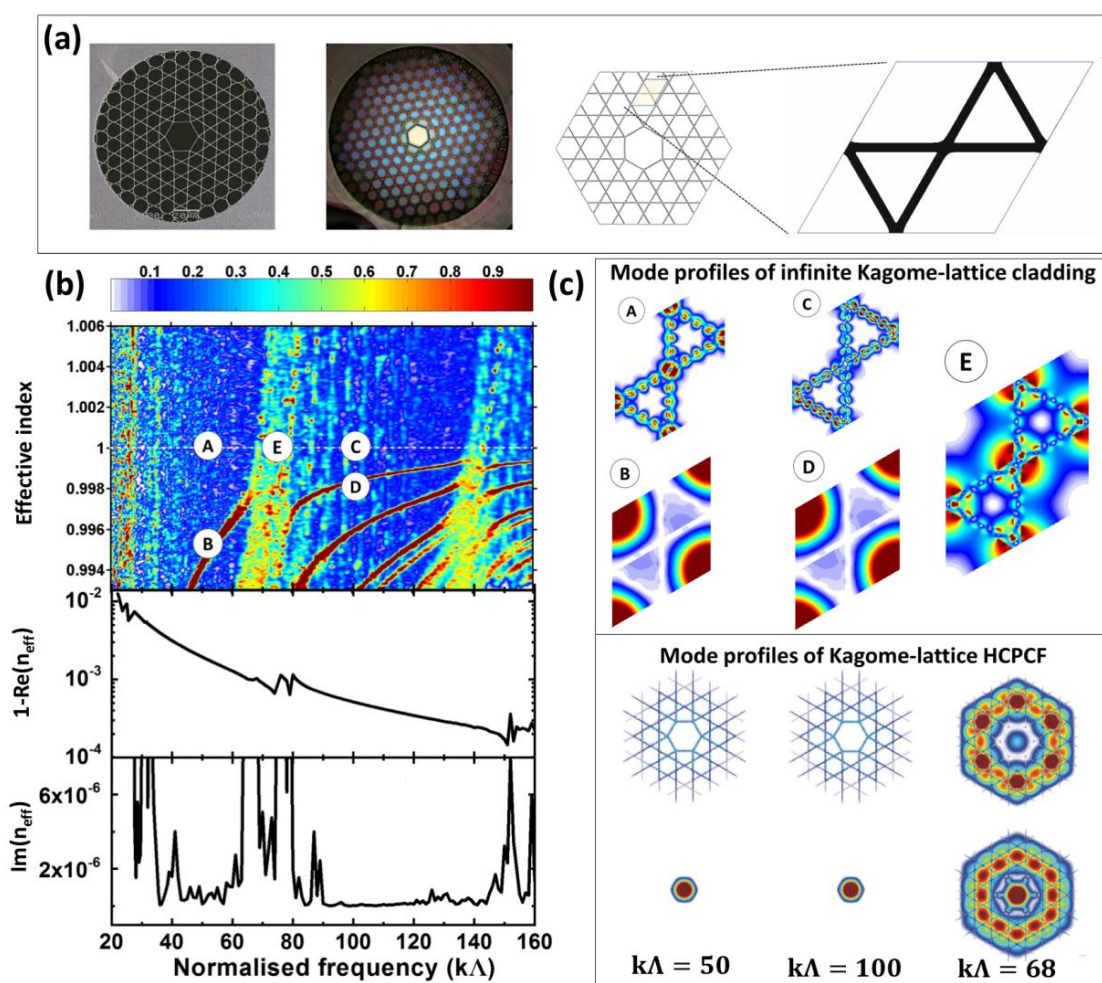 (a)
(b)
0.1 0.2 0.3 0.4 0.5 0.6 0.7 0.8 0.9
Effective index
1.006
1.004
1.002
1
0.998
0.996
0.994
A
E
C
D
B
1-Re(neff)
10-2
10-3
10-4
Im(neff)
6x10-6
2x10-6
20 40 60 80 100 120 140 160
Normalised frequency (kΛ)
(c)
Mode profiles of infinite Kagome-lattice cladding
A
C
E
B
D
Mode profiles of Kagome-lattice HCPCF
kΛ = 50 kΛ = 100 kΛ = 68